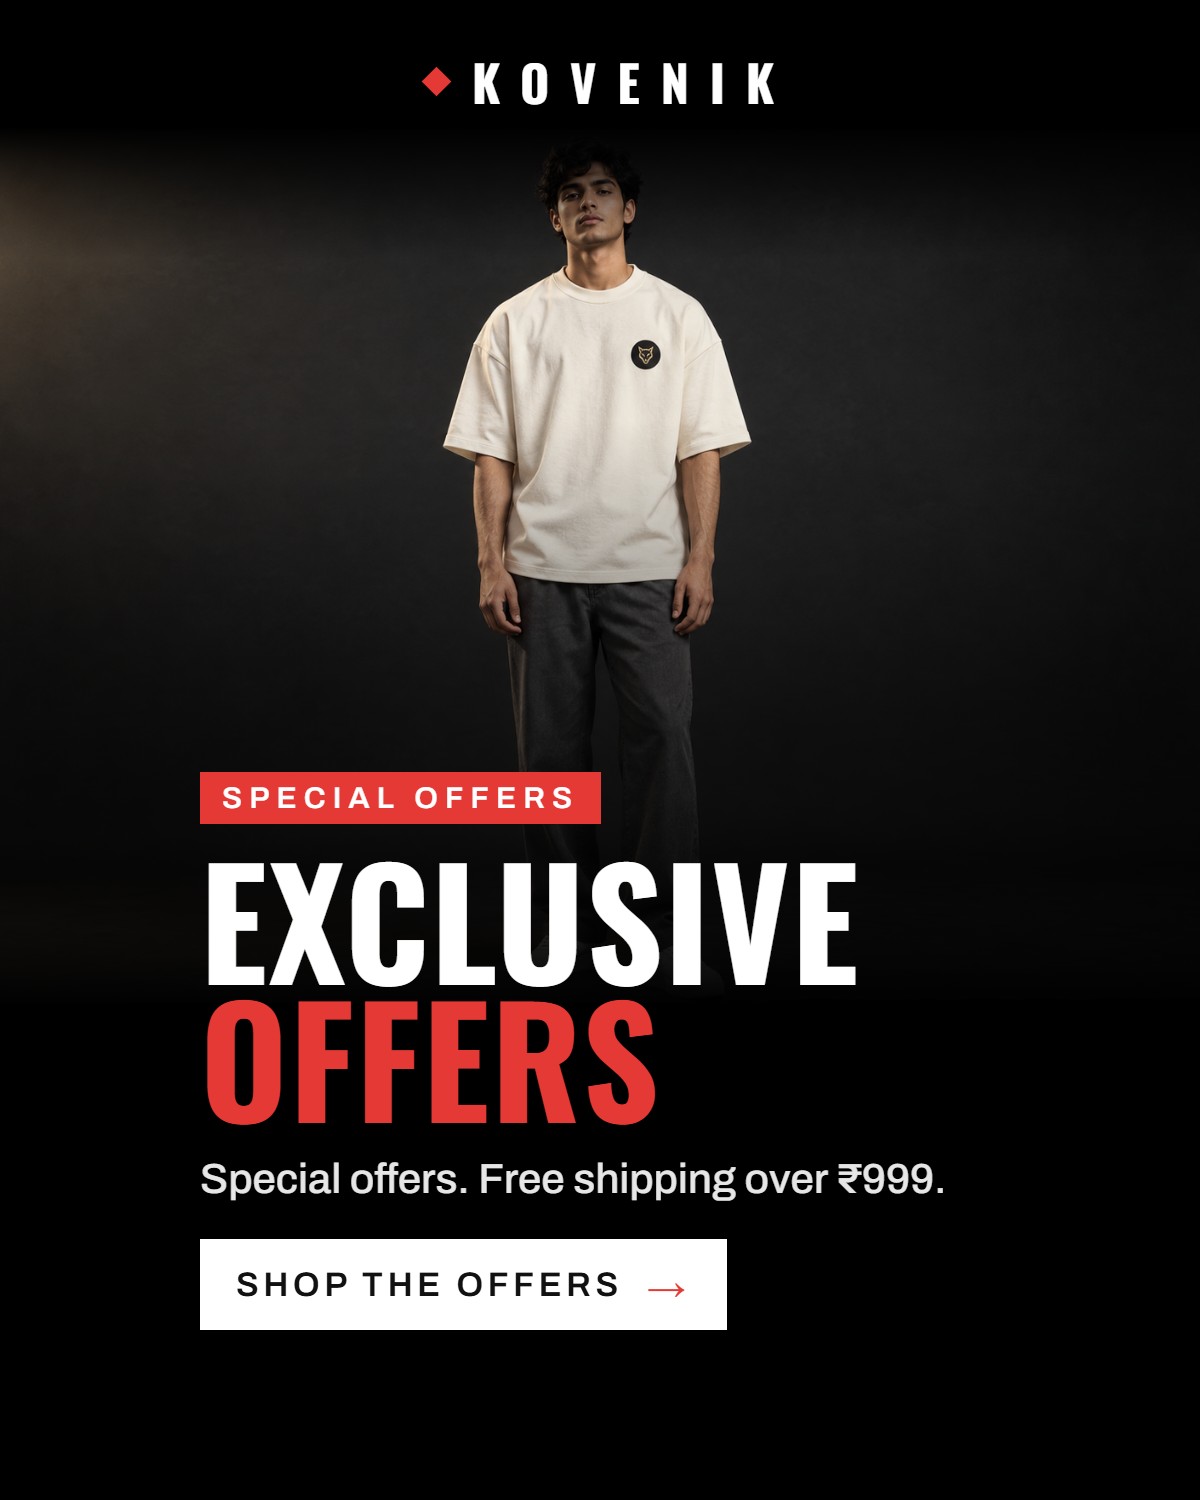 KOVENIK
SPECIAL OFFERS
EXCLUSIVE
OFFERS
Special offers. Free shipping over ₹999.
SHOP THE OFFERS →